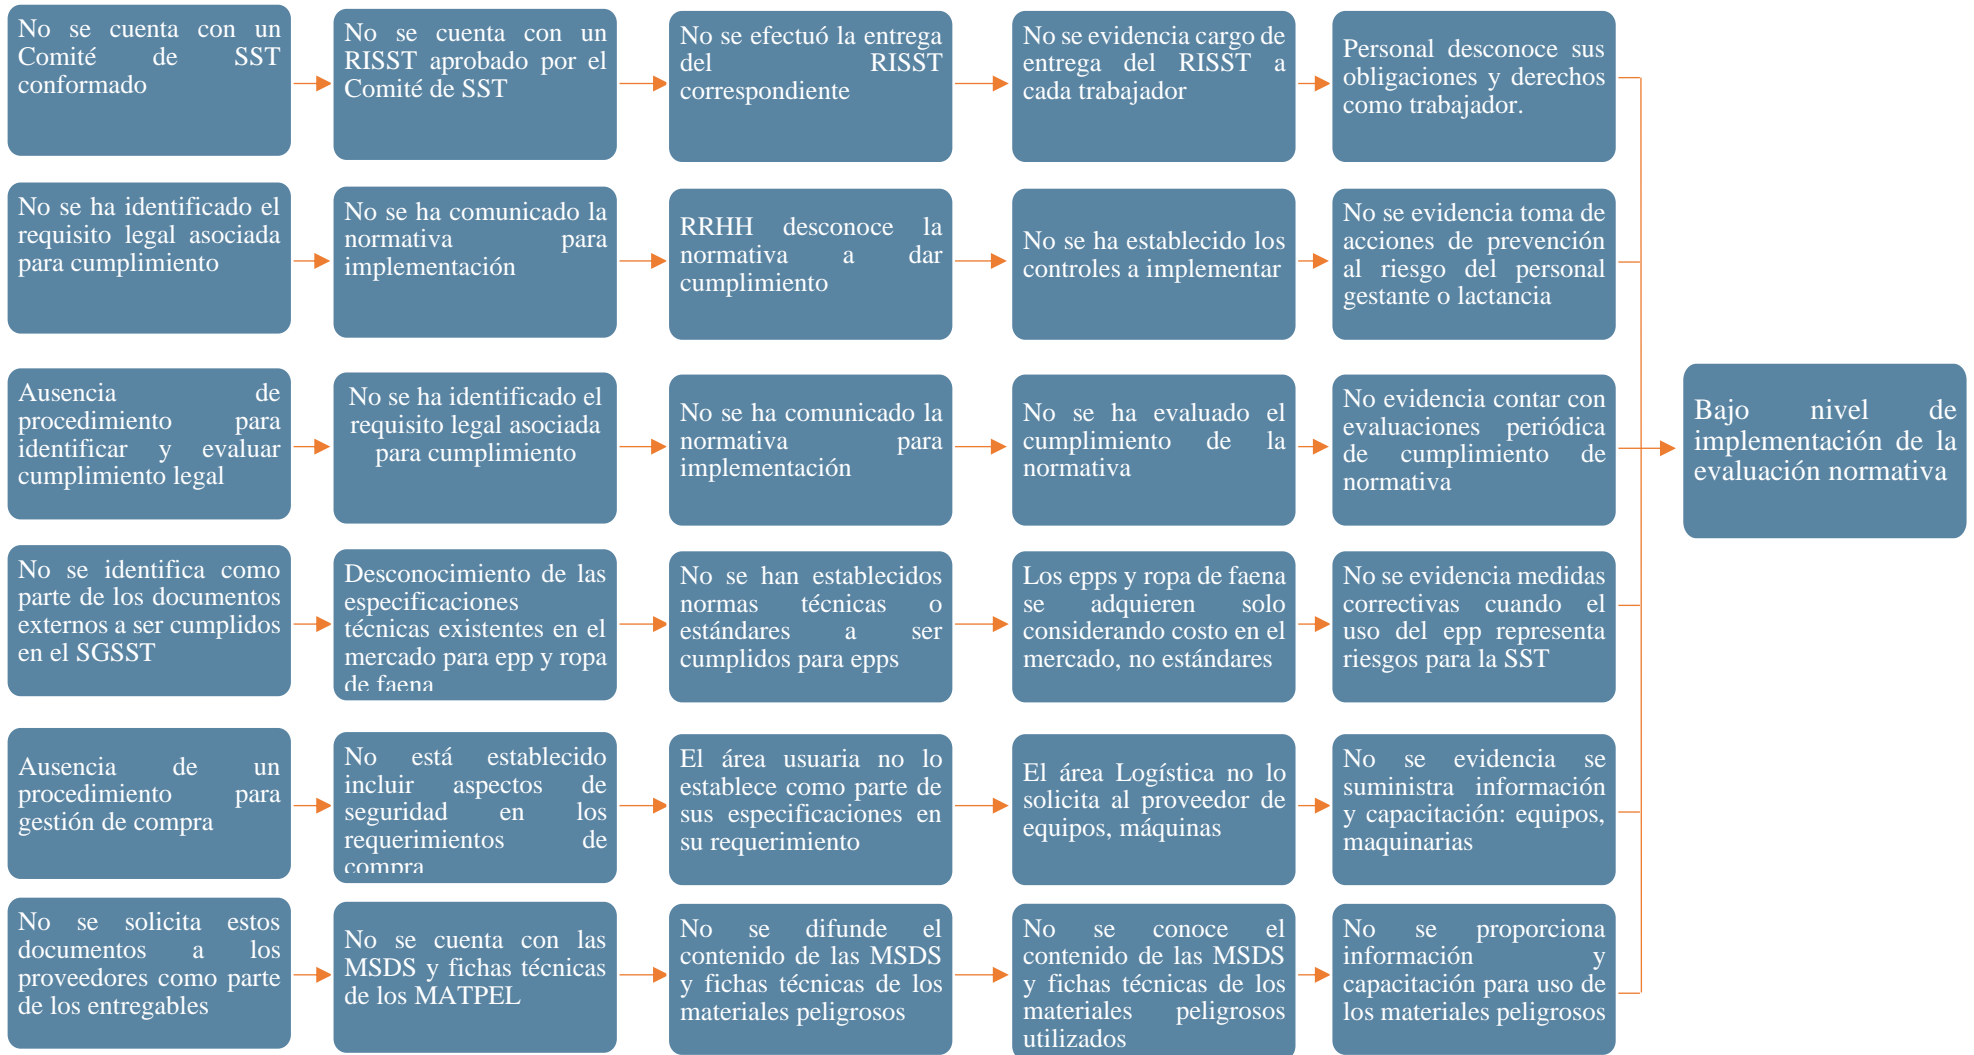 No se cuenta con un
Comité de SST
conformado
No se cuenta con un
RISST aprobado por el
Comité de SST
No se efectuó la entrega
del RISST
correspondiente
No se evidencia cargo de
entrega del RISST a
cada trabajador
Personal desconoce sus
obligaciones y derechos
como trabajador.
No se ha identificado el
requisito legal asociada
para cumplimiento
No se ha comunicado la
normativa para
implementación
RRHH desconoce la
normativa a dar
cumplimiento
No se ha establecido los
controles a implementar
No se evidencia toma de
acciones de prevención
al riesgo del personal
gestante o lactancia
Ausencia de
procedimiento para
identificar y evaluar
cumplimiento legal
No se ha identificado el
requisito legal asociada
para cumplimiento
No se ha comunicado la
normativa para
implementación
No se ha evaluado el
cumplimiento de la
normativa
No evidencia contar con
evaluaciones periódica
de cumplimiento de
normativa
Bajo nivel de
implementación de la
evaluación normativa
No se identifica como
parte de los documentos
externos a ser cumplidos
en el SGSST
Desconocimiento de las
especificaciones
técnicas existentes en el
mercado para epp y ropa
de faena
No se han establecidos
normas técnicas o
estándares a ser
cumplidos para epps
Los epps y ropa de faena
se adquieren solo
considerando costo en el
mercado, no estándares
No se evidencia medidas
correctivas cuando el
uso del epp representa
riesgos para la SST
Ausencia de un
procedimiento para
gestión de compra
No está establecido
incluir aspectos de
seguridad en los
requerimientos de
compra
El área usuaria no lo
establece como parte de
sus especificaciones en
su requerimiento
El área Logística no lo
solicita al proveedor de
equipos, máquinas
No se evidencia se
suministra información
y capacitación: equipos,
maquinarias
No se solicita estos
documentos a los
proveedores como parte
de los entregables
No se cuenta con las
MSDS y fichas técnicas
de los MATPEL
No se difunde el
contenido de las MSDS
y fichas técnicas de los
materiales peligrosos
No se conoce el
contenido de las MSDS
y fichas técnicas de los
materiales peligrosos
utilizados
No se proporciona
información y
capacitación para uso de
los materiales peligrosos